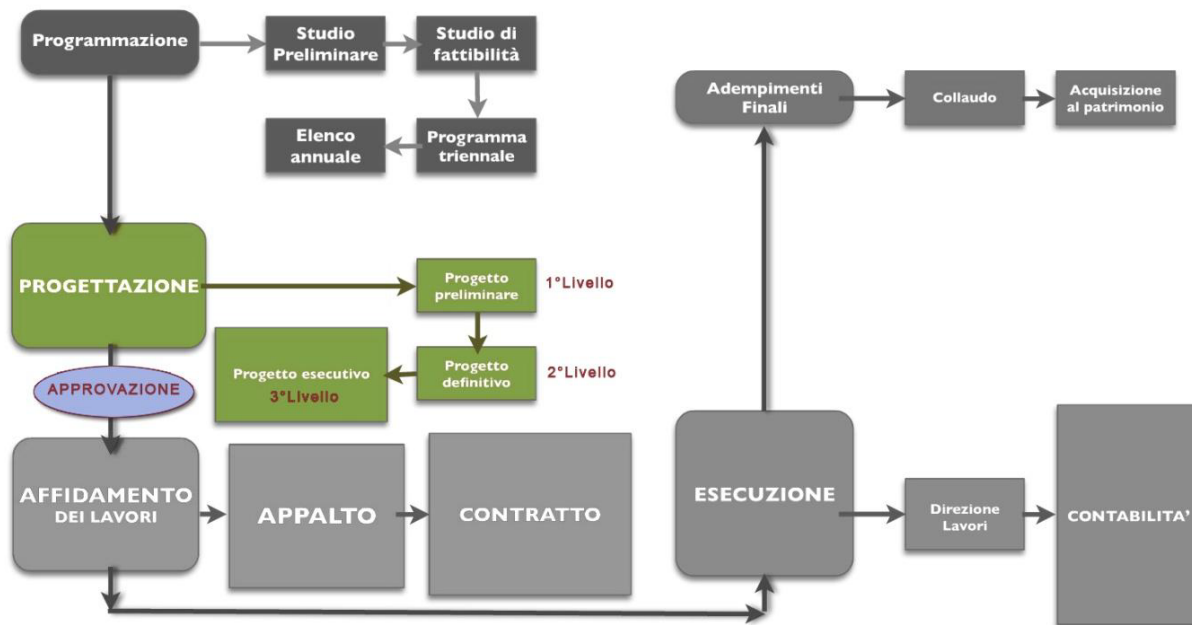 Programmazione
Studio
Preliminare
Studio di
fattibilità
Elenco
annuale
Programma
triennale
PROGETTAZIONE
Progetto
preliminare
1°Livello
Progetto esecutivo
3°Livello
Progetto
definitivo
2°Livello
APPROVAZIONE
AFFIDAMENTO
DEI LAVORI
APPALTO
CONTRATTO
Adempimenti
Finali
Collaudo
Acquisizione
al patrimonio
ESECUZIONE
Direzione
Lavori
CONTABILITA'